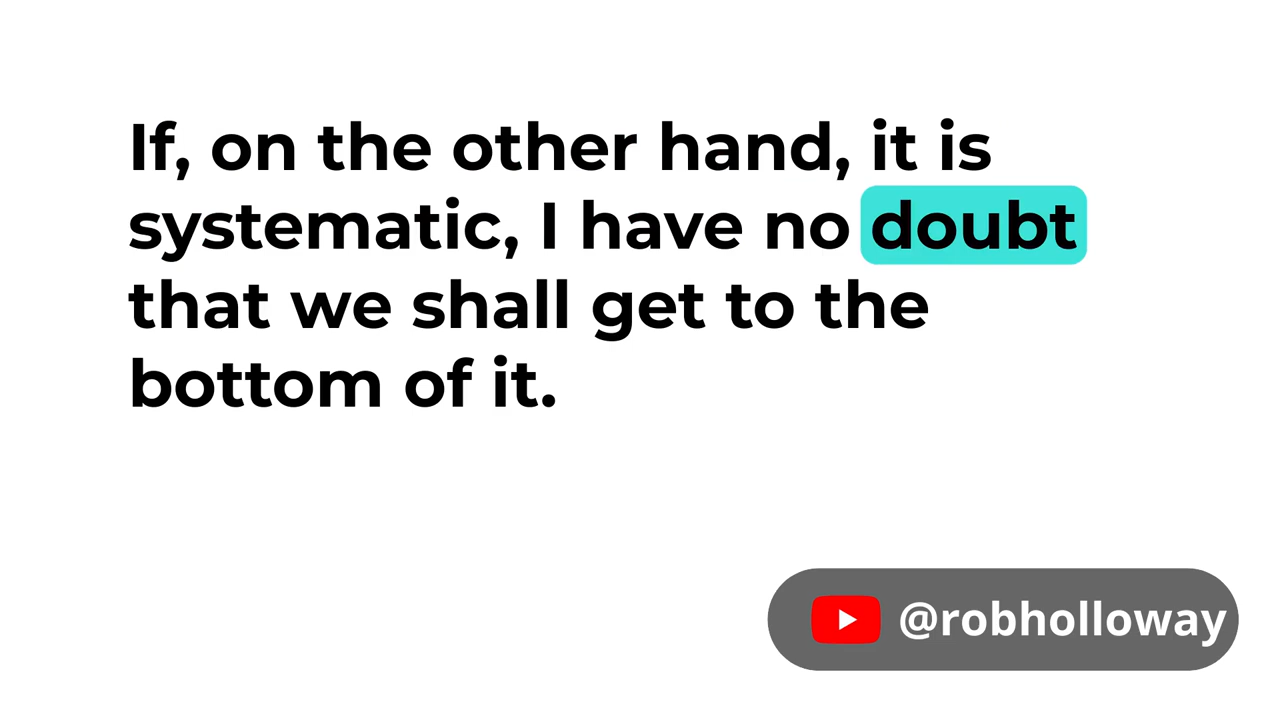 If, on the other hand, it is
systematic, I have no doubt
that we shall get to the
bottom of it.
@robholloway